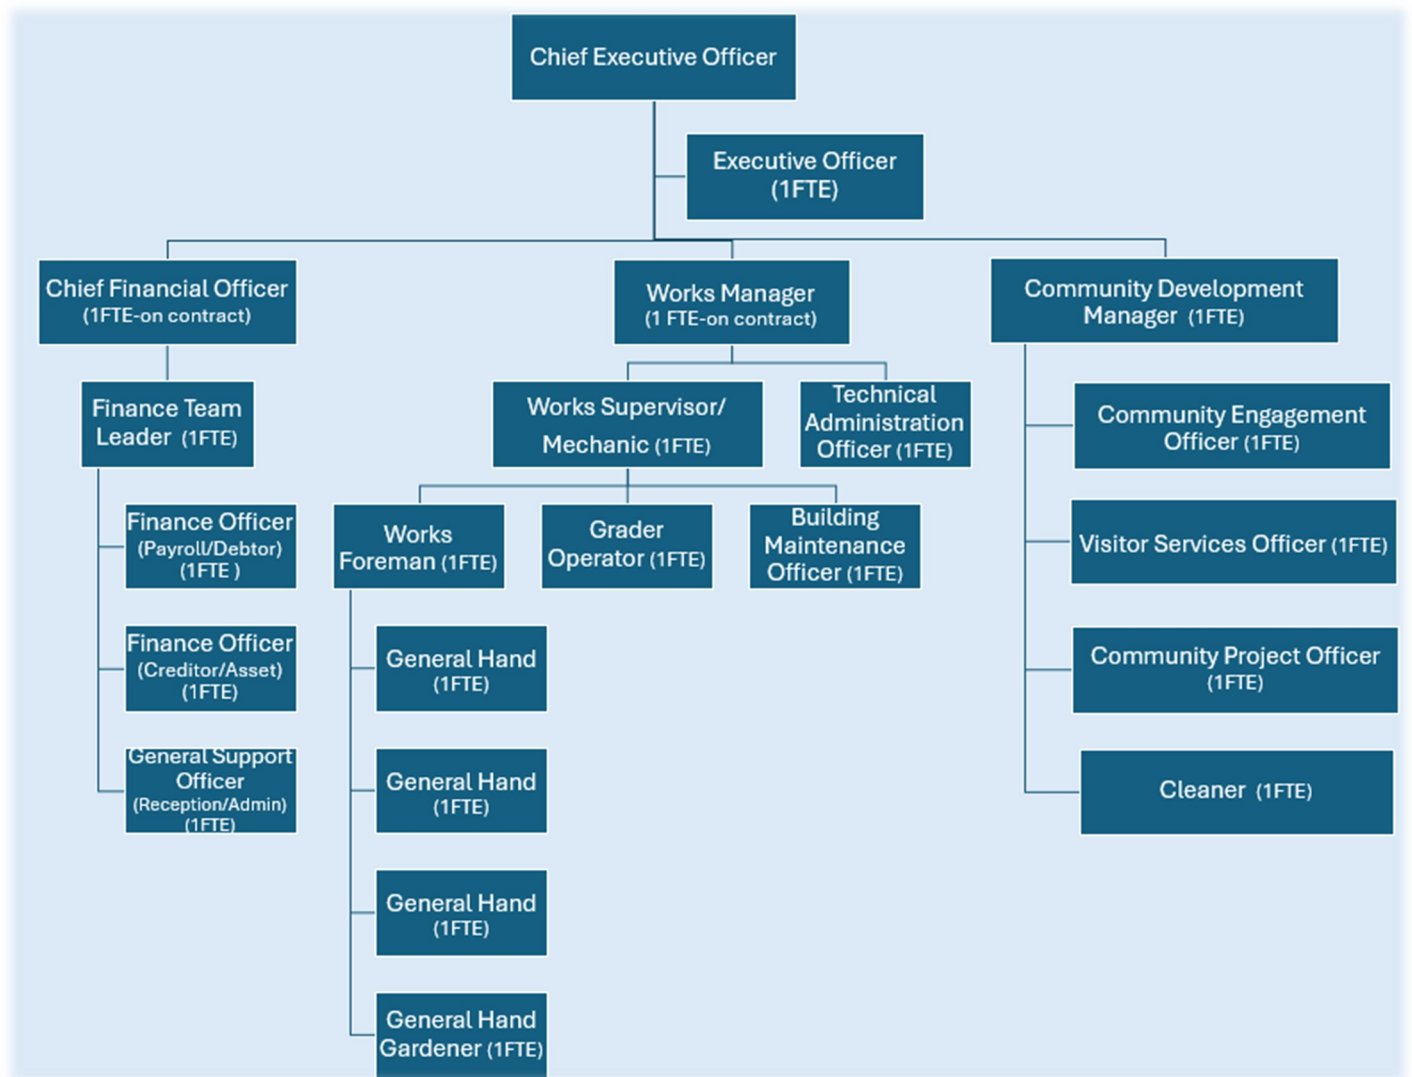 Chief Executive Officer
Executive Officer
(1FTE)
Chief Financial Officer
(1FTE-on contract)
Works Manager
(1 FTE-on contract)
Community Development
Manager (1FTE)
Finance Team
Leader (1FTE)
Works Supervisor/
Mechanic (1FTE)
Technical
Administration
Officer (1FTE)
Community Engagement
Officer (1FTE)
Finance Officer
(Payroll/Debtor)
(1FTE )
Works
Foreman (1FTE)
Grader
Operator (1FTE)
Building
Maintenance
Officer (1FTE)
Visitor Services Officer (1FTE)
Finance Officer
(Creditor/Asset)
(1FTE)
General Hand
(1FTE)
Community Project Officer
(1FTE)
General Support
Officer
(Reception/Admin)
(1FTE)
General Hand
(1FTE)
Cleaner (1FTE)
General Hand
(1FTE)
General Hand
Gardener (1FTE)